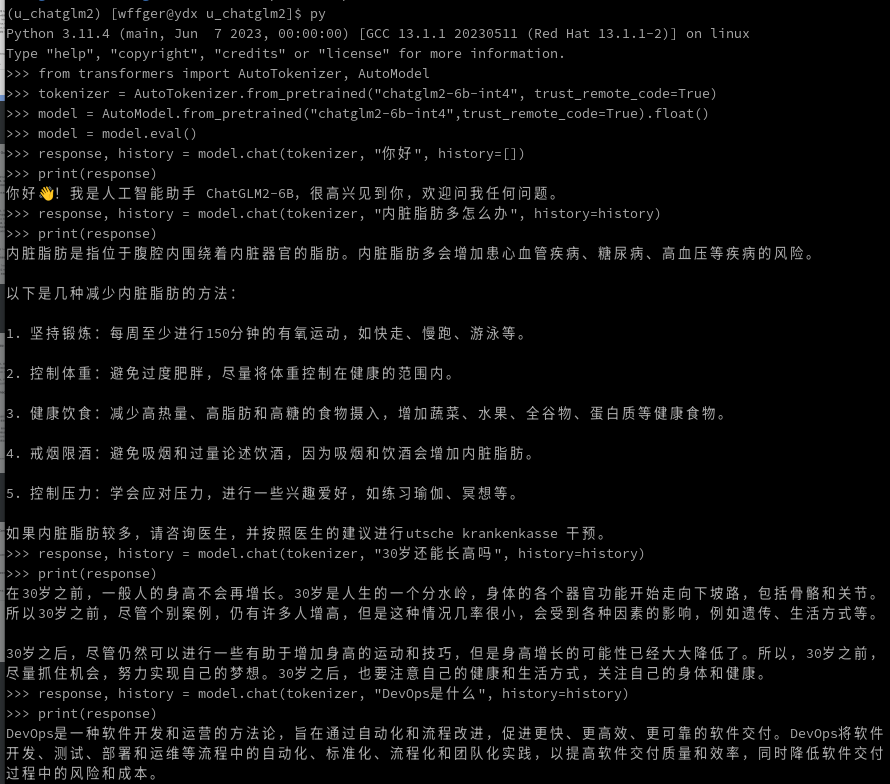 (u_chatglm2) [wffger@ydx u_chatglm2]$ py
Python 3.11.4 (main, Jun  7 2023, 00:00:00) [GCC 13.1.1 20230511 (Red Hat 13.1.1-2)] on linux
Type "help", "copyright", "credits" or "license" for more information.
>>> from transformers import AutoTokenizer, AutoModel
>>> tokenizer = AutoTokenizer.from_pretrained("chatglm2-6b-int4", trust_remote_code=True)
>>> model = AutoModel.from_pretrained("chatglm2-6b-int4",trust_remote_code=True).float()
>>> model = model.eval()
>>> response, history = model.chat(tokenizer, "你好", history=[])
>>> print(response)
你好👋！我是人工智能助手 ChatGLM2-6B，很高兴见到你，欢迎问我任何问题。
>>> response, history = model.chat(tokenizer, "内脏脂肪多怎么办", history=history)
>>> print(response)
内脏脂肪是指位于腹腔内围绕着内脏器官的脂肪。内脏脂肪多会增加患心血管疾病、糖尿病、高血压等疾病的风险。
以下是几种减少内脏脂肪的方法：
1. 坚持锻炼：每周至少进行150分钟的有氧运动，如快走、慢跑、游泳等。
2. 控制体重：避免过度肥胖，尽量将体重控制在健康的范围内。
3. 健康饮食：减少高热量、高脂肪和高糖的食物摄入，增加蔬菜、水果、全谷物、蛋白质等健康食物。
4. 戒烟限酒：避免吸烟和过量论述饮酒，因为吸烟和饮酒会增加内脏脂肪。
5. 控制压力：学会应对压力，进行一些兴趣爱好，如练习瑜伽、冥想等。
如果内脏脂肪较多，请咨询医生，并按照医生的建议进行utsche krankenkasse 干预。
>>> response, history = model.chat(tokenizer, "30岁还能长高吗", history=history)
>>> print(response)
在30岁之前，一般人的身高不会再增长。30岁是人生的一个分水岭，身体的各个器官功能开始走向下坡路，包括骨骼和关节。
所以30岁之前，尽管个别案例，仍有许多人增高，但是这种情况几率很小，会受到各种因素的影响，例如遗传、生活方式等。
30岁之后，尽管仍然可以进行一些有助于增加身高的运动和技巧，但是身高增长的可能性已经大大降低了。所以，30岁之前，
尽量抓住机会，努力实现自己的梦想。30岁之后，也要注意自己的健康和生活方式，关注自己的身体和健康。
>>> response, history = model.chat(tokenizer, "DevOps是什么", history=history)
>>> print(response)
DevOps是一种软件开发和运营的方法论，旨在通过自动化和流程改进，促进更快、更高效、更可靠的软件交付。DevOps将软件
开发、测试、部署和运维等流程中的自动化、标准化、流程化和团队化实践，以提高软件交付质量和效率，同时降低软件交付
过程中的风险和成本。